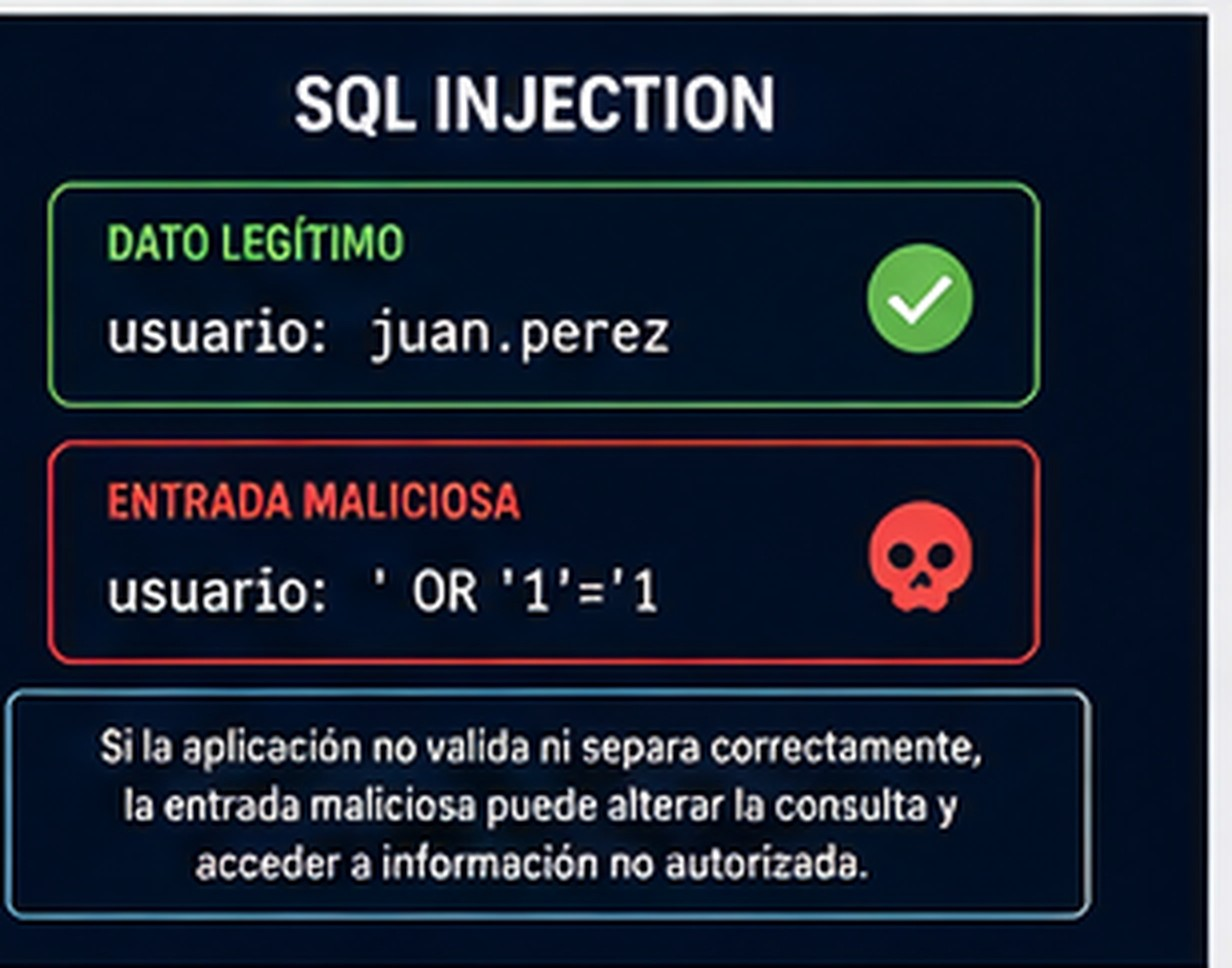 SQL INJECTION
DATO LEGÍTIMO
usuario: juan.perez
ENTRADA MALICIOSA
usuario: ' OR '1'='1
Si la aplicación no valida ni separa correctamente,
la entrada maliciosa puede alterar la consulta y
acceder a información no autorizada.